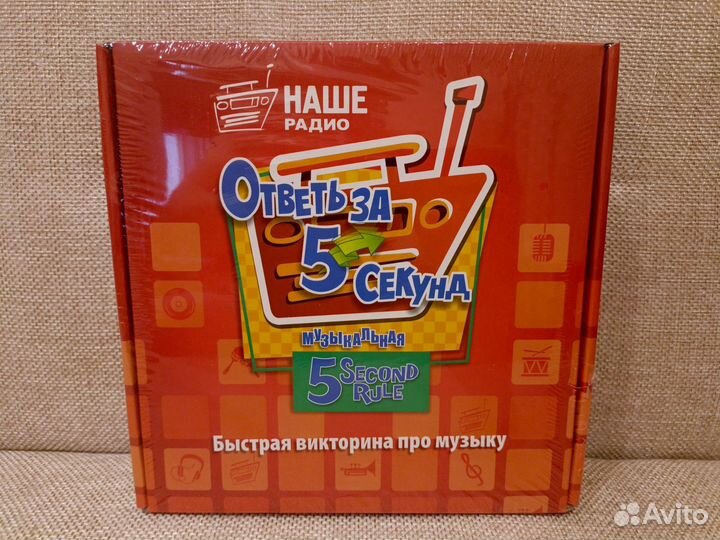 НАШЕ
РАДИО
ОТВЕТЬ ЗА
5
СЕКУНД
МУЗЫКАЛЬНАЯ
5 SECOND
RULE
Быстрая викторина про музыку
Avito